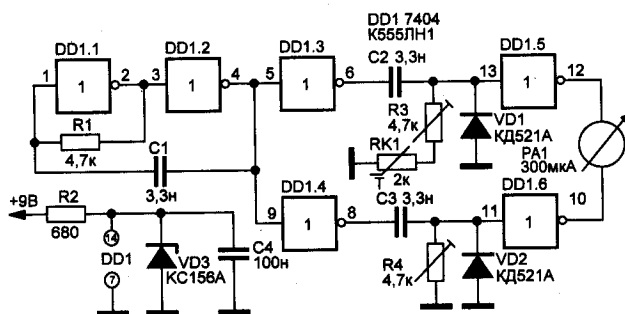 DD1 7404
К555ЛН1
DD1.1
DD1.2
DD1.3
C2 3,3н
DD1.5
1
1
2
3
1
4
5
1
6
13
1
12
R1
4,7к
C1
3,3н
R3
4,7к
RK1
2к
VD1
КД521А
PA1
300мкА
DD1.4
C3 3,3н
DD1.6
9
1
8
11
1
10
+9В
R2
680
14
DD1
7
VD3
КС156А
C4
100н
R4
4,7к
VD2
КД521А